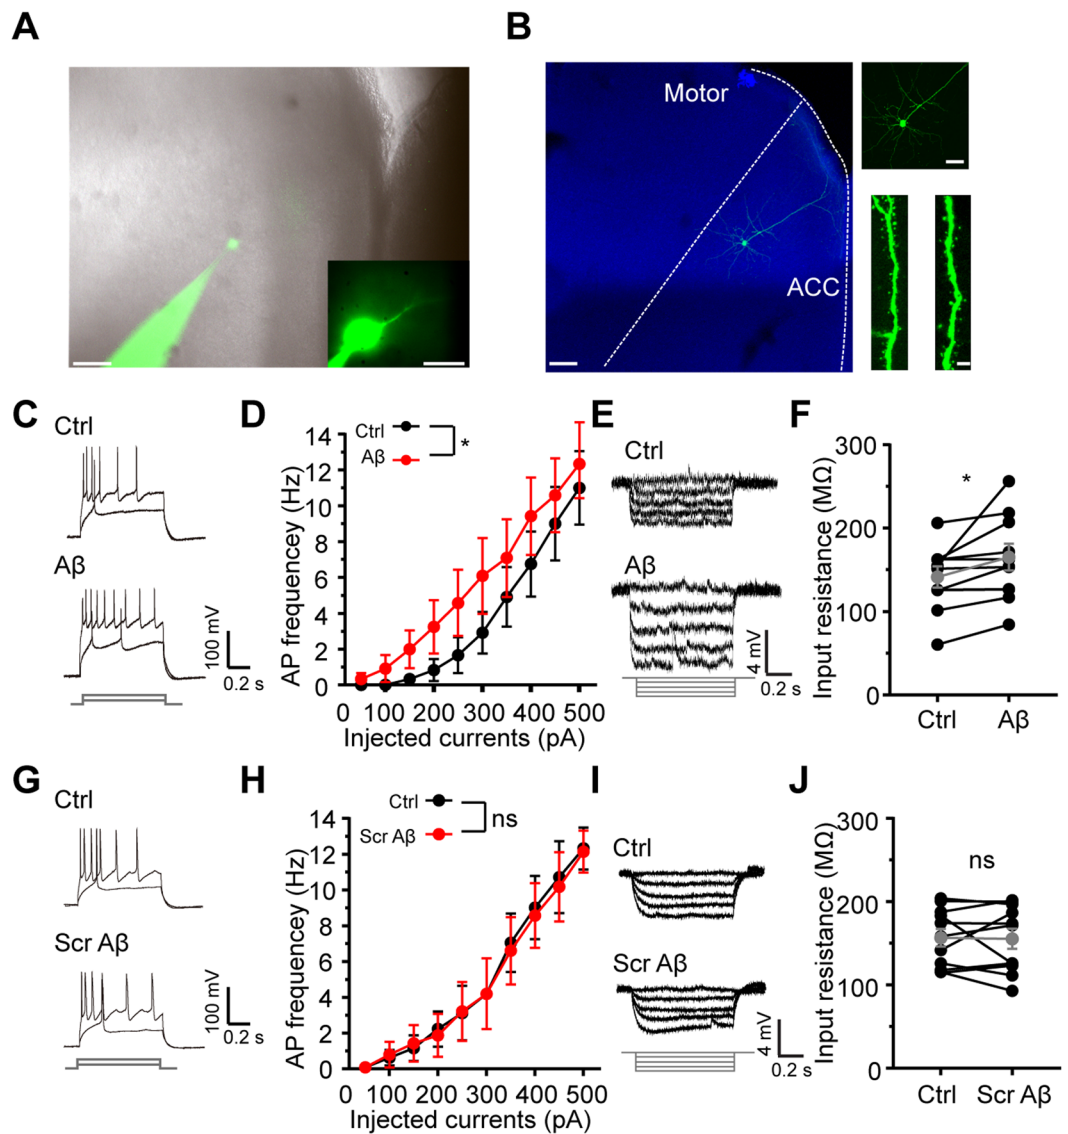 A
B
Motor
ACC
C
D
E
F
Ctrl
Aβ
100 mV
0.2 s
Ctrl
Aβ
*
AP frequencey (Hz)
14
12
10
8
6
4
2
0
0 100 200 300 400 500
Injected currents (pA)
Ctrl
Aβ
4 mV
0.2 s
Input resistance (MΩ)
300
200
100
0
*
Ctrl Aβ
G
H
I
J
Ctrl
Scr Aβ
100 mV
0.2 s
Ctrl
Scr Aβ
ns
AP frequencey (Hz)
14
12
10
8
6
4
2
0
0 100 200 300 400 500
Injected currents (pA)
Ctrl
Scr Aβ
4 mV
0.2 s
Input resistance (MΩ)
300
200
100
0
ns
Ctrl Scr Aβ